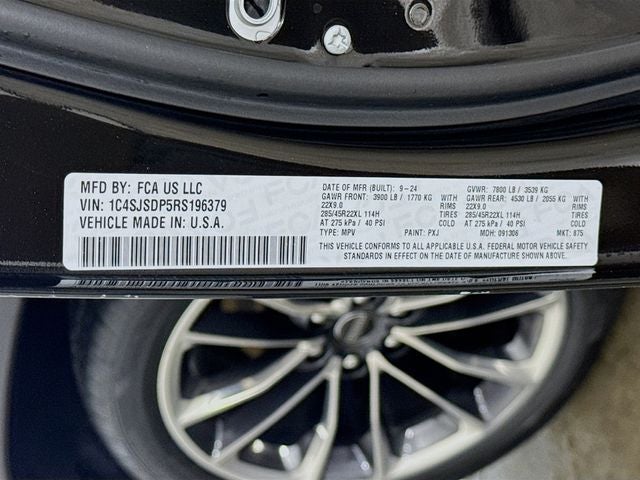 MFD BY: FCA US LLC
VIN: 1C4SJSDP5RS196379
VEHICLE MADE IN: U.S.A.
DATE OF MFR (BUILT): 9-24 GVWR: 7800 LB / 3539 KG
GAWR FRONT: 3900 LB / 1770 KG WITH GAWR REAR: 4530 LB / 2055 KG WITH
22X9.0 RIMS 22X9.0 RIMS
285/45R22XL 114H TIRES 285/45R22XL 114H TIRES
AT 275 kPa / 40 PSI COLD AT 275 kPa / 40 PSI COLD
TYPE: MPV PAINT: PXJ MDH: 091306 MKT: 875
THIS VEHICLE CONFORMS TO ALL APPLICABLE U.S.A. FEDERAL MOTOR VEHICLE SAFETY
STANDARDS IN EFFECT ON THE DATE OF MANUFACTURE SHOWN ABOVE.